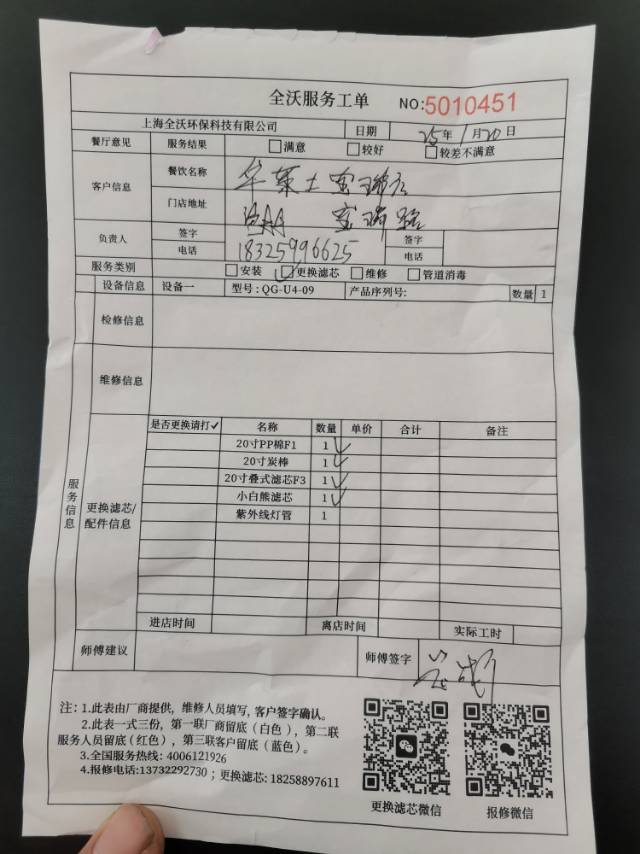 全沃服务工单 NO:5010451
上海全沃环保科技有限公司 日期 25年1月20日
餐厅意见 服务结果 满意 较好 较差不满意
客户信息 餐饮名称 华莱士宝瑞店
门店地址 宝瑞路
负责人 签字 签字
电话 18325996625 电话
服务类别 安装 更换滤芯 维修 管道消毒
设备信息 设备一 型号:QG-U4-09 产品序列号: 数量 1
检修信息
维修信息
服务信息
更换滤芯/配件信息
是否更换请打✓ 名称 数量 单价 合计 备注
20寸PP棉F1 1 ✓
20寸炭棒 1 ✓
20寸叠式滤芯F3 1 ✓
小白熊滤芯 1 ✓
紫外线灯管 1
进店时间 离店时间 实际工时
师傅建议 师傅签字
注:1.此表由厂商提供,维修人员填写,客户签字确认。
2.此表一式三份,第一联厂商留底(白色),第二联
服务人员留底(红色),第三联客户留底(蓝色)。
3.全国服务热线:4006121926
4.报修电话:13732292730;更换滤芯:18258897611
更换滤芯微信 报修微信